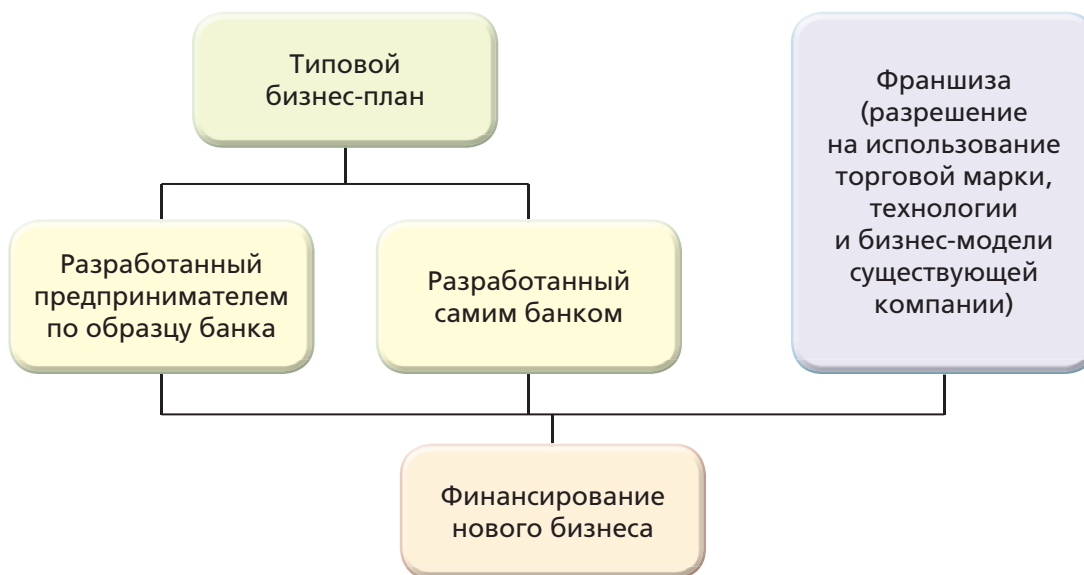 Типовой
бизнес-план
Франшиза
(разрешение
на использование
торговой марки,
технологии
и бизнес-модели
существующей
компании)
Разработанный
предпринимателем
по образцу банка
Разработанный
самим банком
Финансирование
нового бизнеса